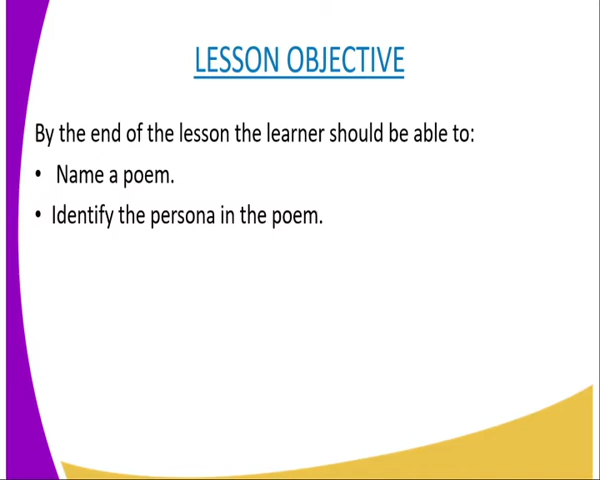 LESSON OBJECTIVE
By the end of the lesson the learner should be able to:
• Name a poem.
• Identify the persona in the poem.